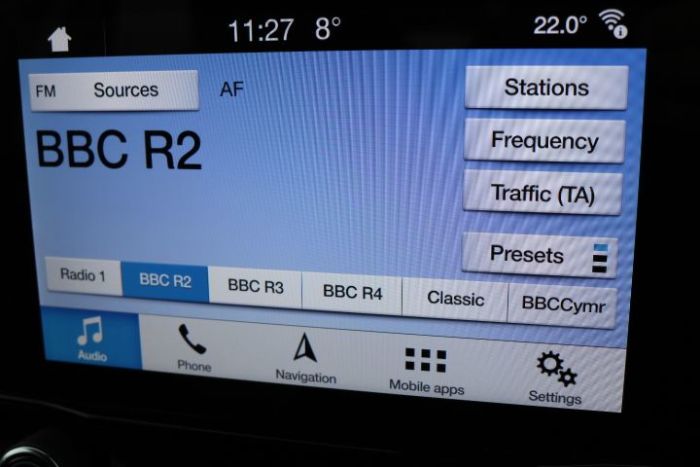 11:27 8° 22.0°
FM Sources AF Stations
BBC R2 Frequency
Traffic (TA)
Presets
Radio 1 BBC R2 BBC R3 BBC R4 Classic BBCCymr
Audio Phone Navigation Mobile apps Settings